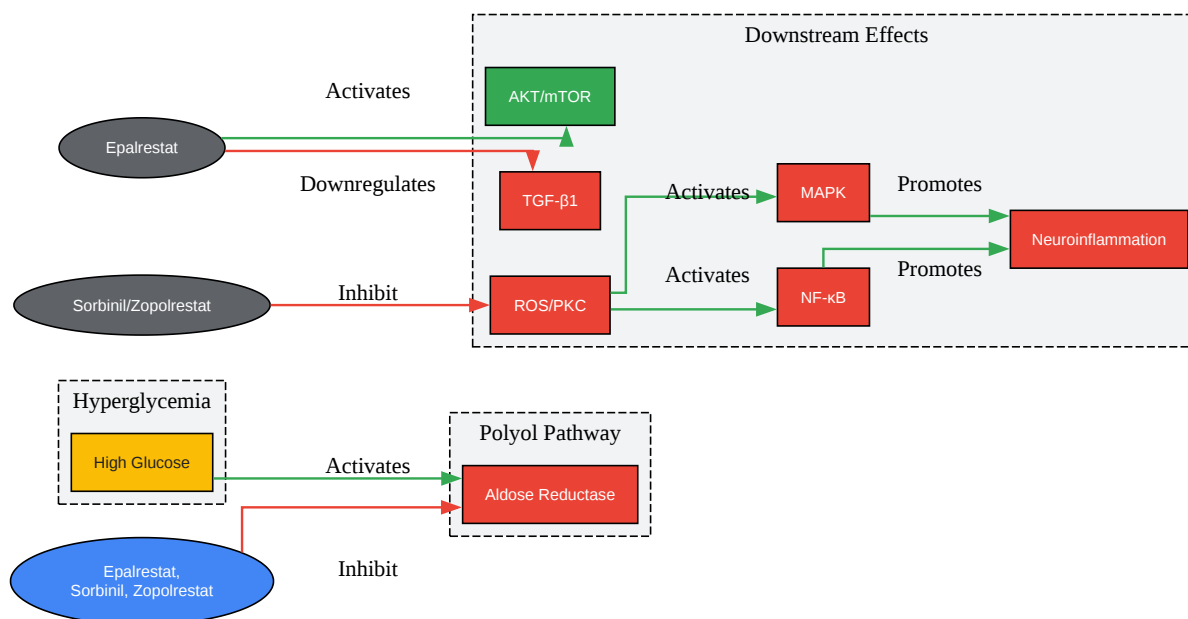 Downstream Effects
Activates
AKT/mTOR
Epalrestat
Downregulates
TGF-β1
Activates
MAPK
Promotes
Neuroinflammation
Sorbinil/Zopolrestat
Inhibit
ROS/PKC
Activates
NF-κB
Promotes
Hyperglycemia
High Glucose
Activates
Polyol Pathway
Aldose Reductase
Epalrestat,
Sorbinil, Zopolrestat
Inhibit